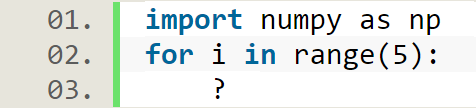 01. import numpy as np
02. for i in range(5):
03.     ?